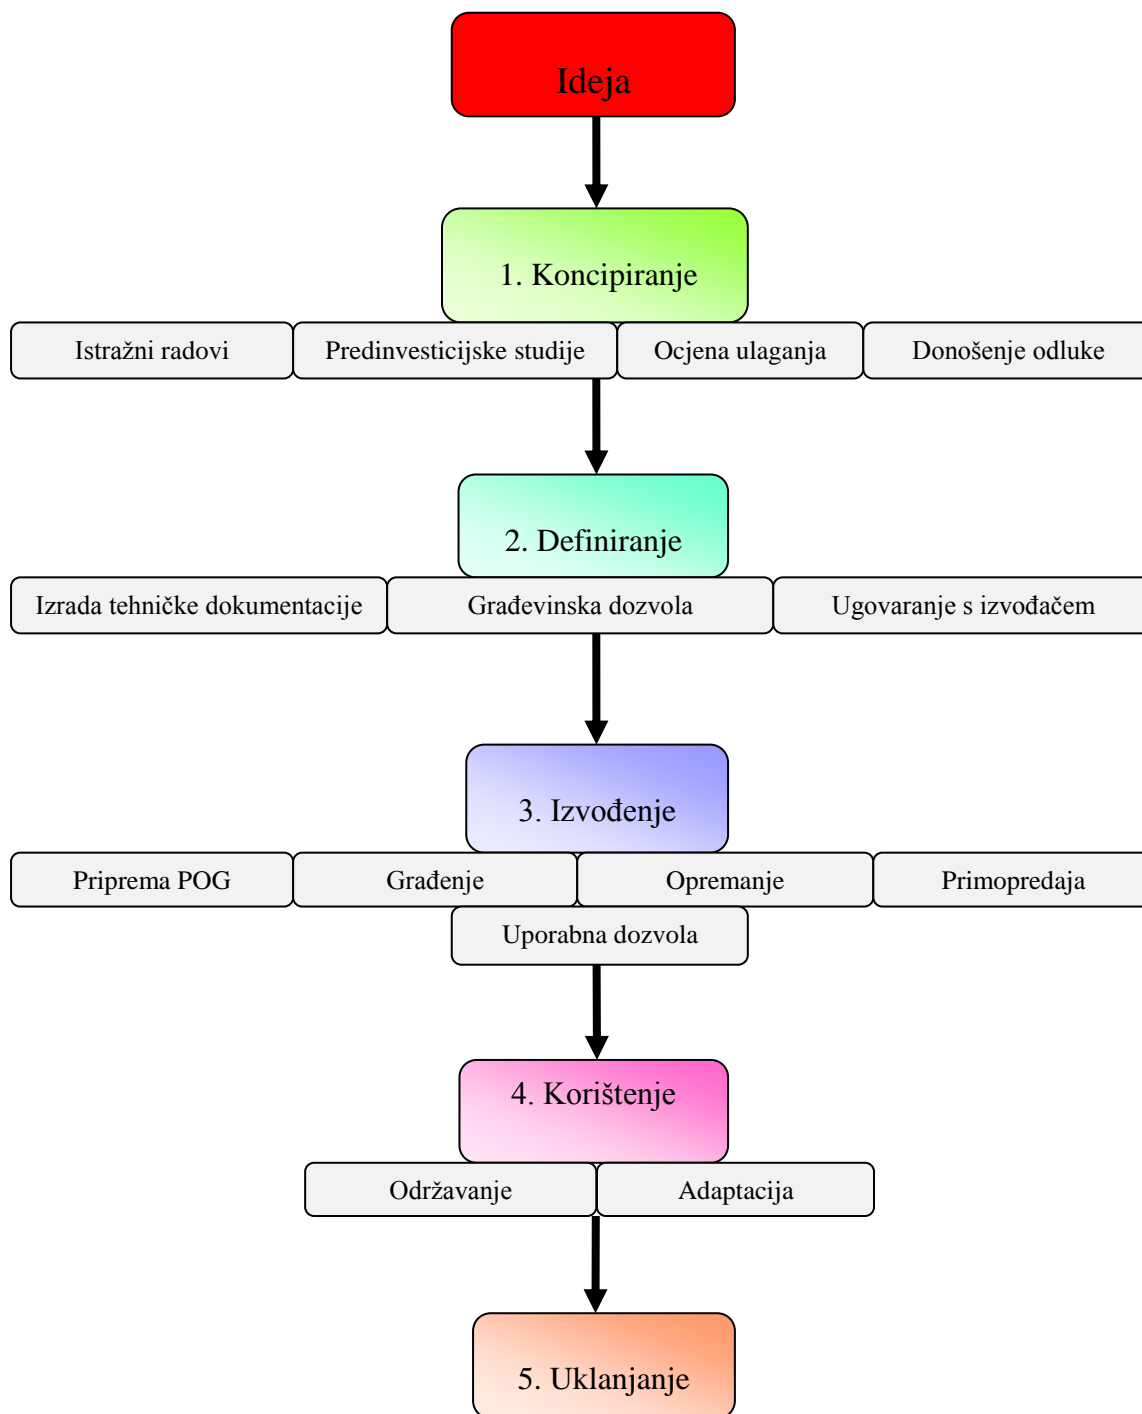 Ideja
1. Koncipiranje
Istražni radovi
Predinvesticijske studije
Ocjena ulaganja
Donošenje odluke
2. Definiranje
Izrada tehničke dokumentacije
Građevinska dozvola
Ugovaranje s izvođačem
3. Izvođenje
Priprema POG
Građenje
Opremanje
Primopredaja
Uporabna dozvola
4. Korištenje
Održavanje
Adaptacija
5. Uklanjanje